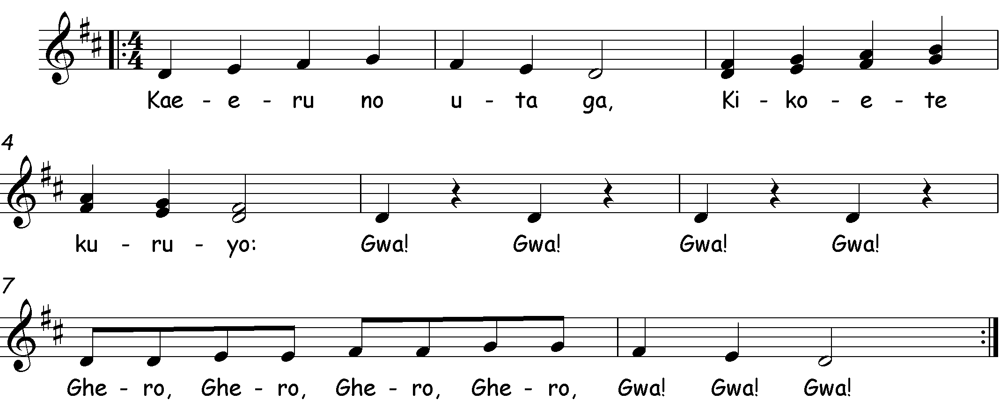 Kae - e - ru no u - ta ga, Ki - ko - e - te
4
ku - ru - yo: Gwa! Gwa! Gwa! Gwa!
7
Ghe - ro, Ghe - ro, Ghe - ro, Ghe - ro, Gwa! Gwa! Gwa!